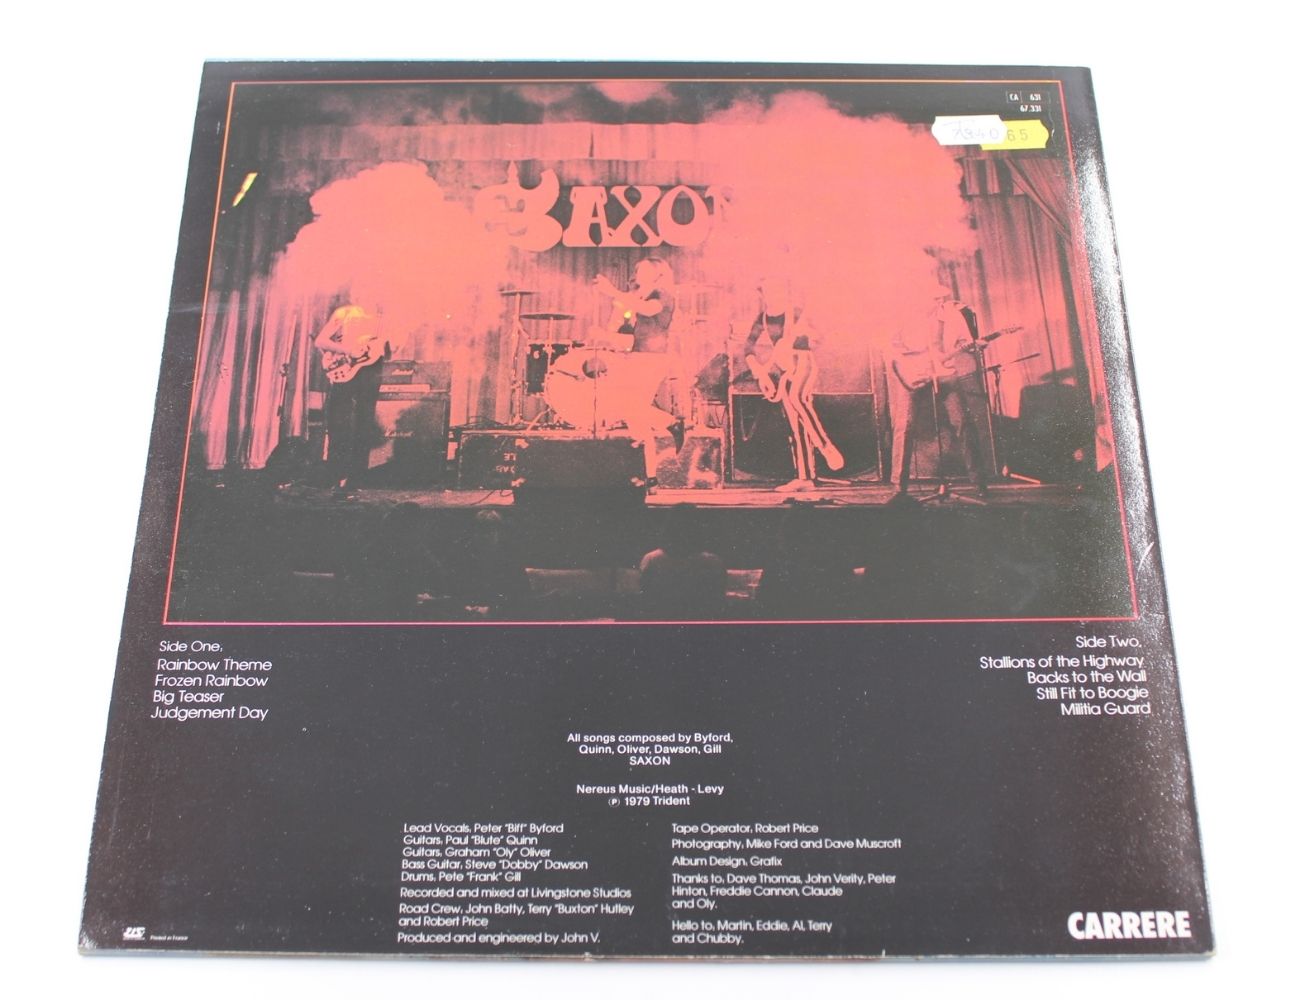 CA 631
67.331
65
SAXON
Marshall
Side One,
Rainbow Theme
Frozen Rainbow
Big Teaser
Judgement Day
Side Two,
Stallions of the Highway
Backs to the Wall
Still Fit to Boogie
Militia Guard
All songs composed by Byford,
Quinn, Oliver, Dawson, Gill
SAXON
Nereus Music/Heath - Levy
℗ 1979 Trident
Lead Vocals, Peter "Biff" Byford
Guitars, Paul "Blute" Quinn
Guitars, Graham "Oly" Oliver
Bass Guitar, Steve "Dobby" Dawson
Drums, Pete "Frank" Gill
Recorded and mixed at Livingstone Studios
Road Crew, John Batty, Terry "Buxton" Hutley
and Robert Price
Produced and engineered by John V.
Tape Operator, Robert Price
Photography, Mike Ford and Dave Muscroft
Album Design, Grafix
Thanks to, Dave Thomas, John Verity, Peter
Hinton, Freddie Cannon, Claude
and Oly.
Hello to, Martin, Eddie, Al, Terry
and Chubby.
CARRERE
Printed in France